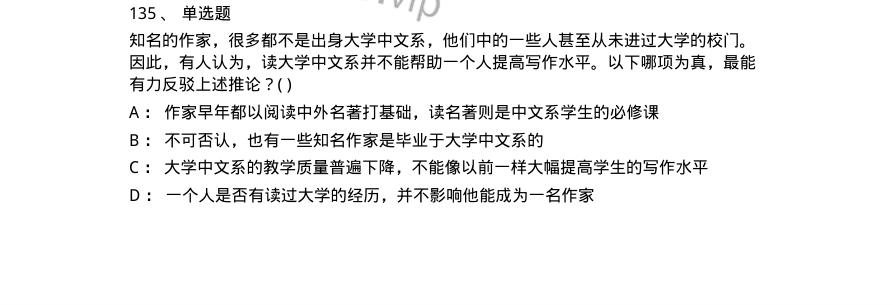 135 、 单选题
知名的作家，很多都不是出身大学中文系，他们中的一些人甚至从未进过大学的校门。
因此，有人认为，读大学中文系并不能帮助一个人提高写作水平。以下哪项为真，最能
有力反驳上述推论？( )
A ： 作家早年都以阅读中外名著打基础，读名著则是中文系学生的必修课
B ： 不可否认，也有一些知名作家是毕业于大学中文系的
C ： 大学中文系的教学质量普遍下降，不能像以前一样大幅提高学生的写作水平
D ： 一个人是否有读过大学的经历，并不影响他能成为一名作家